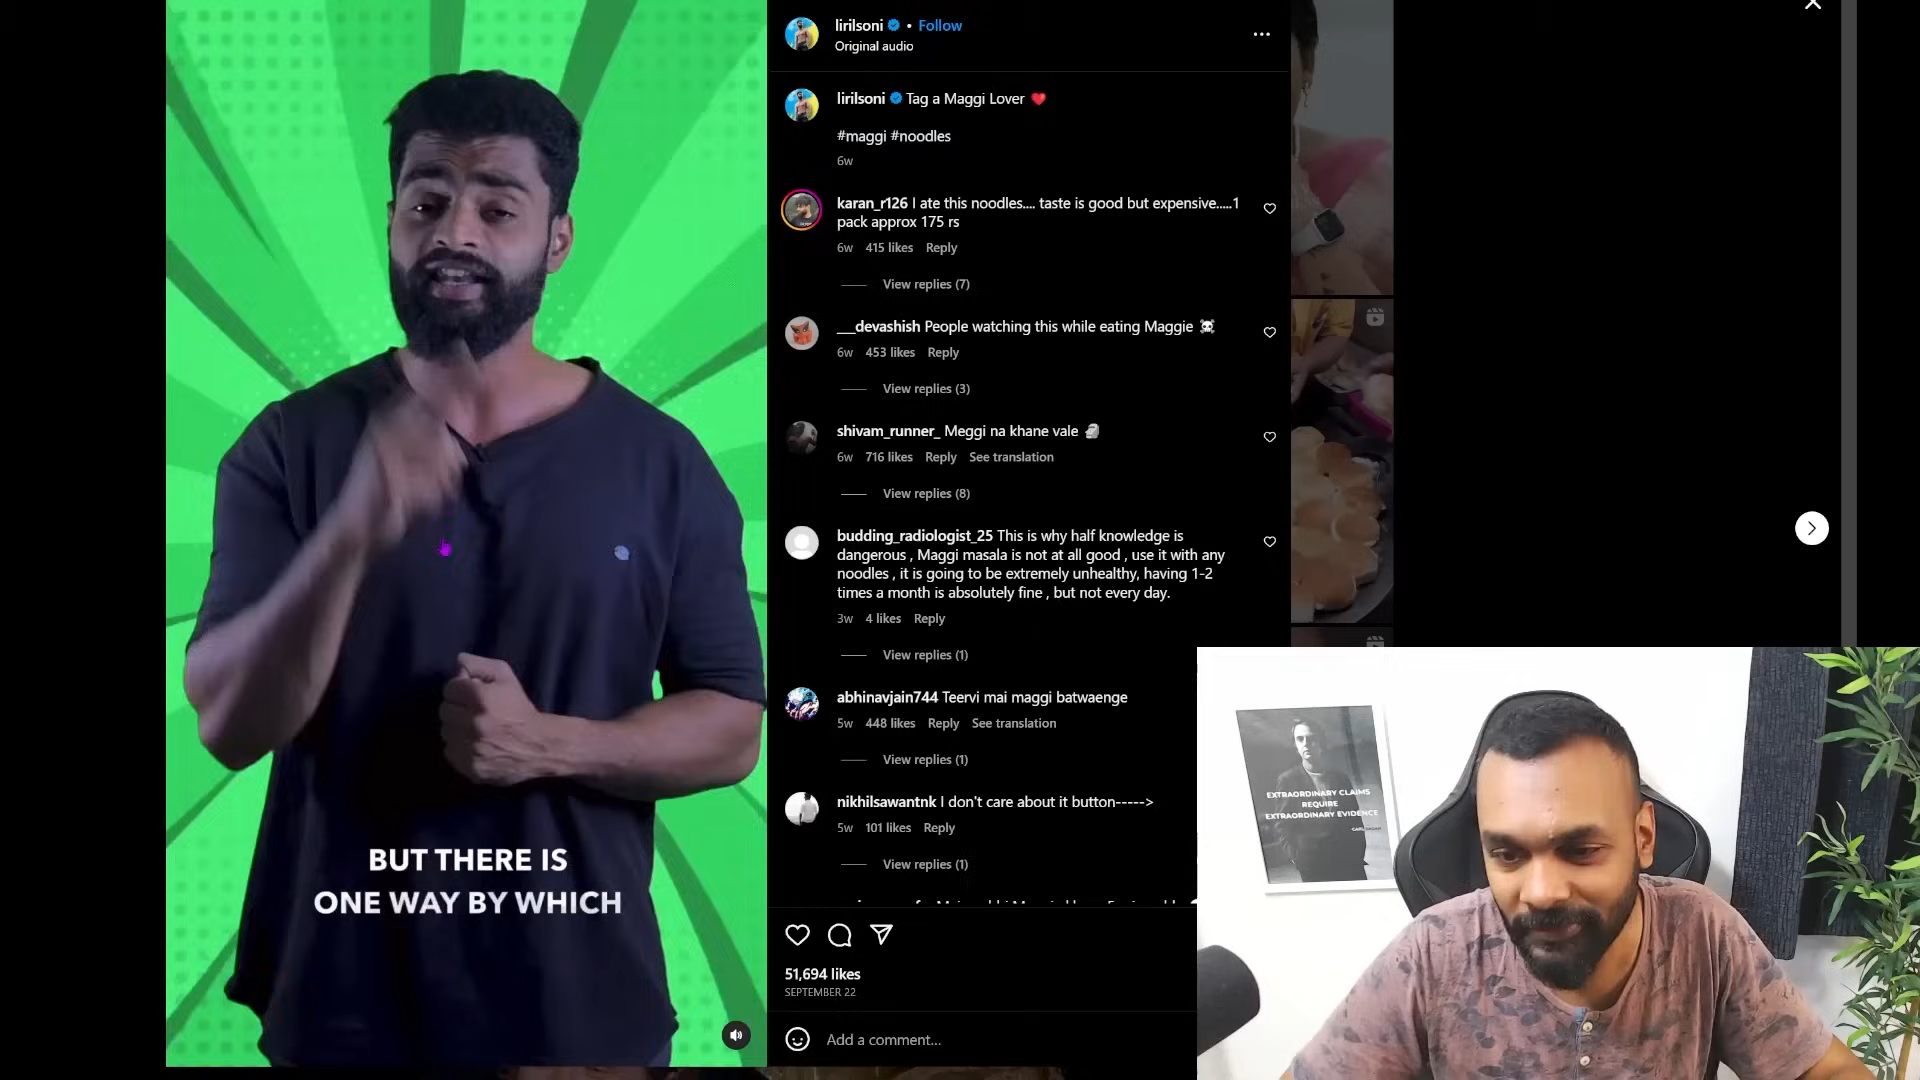 lirilsoni • Follow
Original audio
lirilsoni Tag a Maggi Lover ❤️
#maggi #noodles
6w
karan_r126 I ate this noodles.... taste is good but expensive.....1
pack approx 175 rs
6w 415 likes Reply
View replies (7)
___devashish People watching this while eating Maggie ☠️
6w 453 likes Reply
View replies (3)
shivam_runner_ Meggi na khane vale 🗿
6w 716 likes Reply See translation
View replies (8)
budding_radiologist_25 This is why half knowledge is
dangerous , Maggi masala is not at all good , use it with any
noodles , it is going to be extremely unhealthy, having 1-2
times a month is absolutely fine , but not every day.
3w 4 likes Reply
View replies (1)
abhinavjain744 Teervi mai maggi batwaenge
5w 448 likes Reply See translation
View replies (1)
nikhilsawantnk I don't care about it button----->
5w 101 likes Reply
View replies (1)
51,694 likes
SEPTEMBER 22
Add a comment...
BUT THERE IS
ONE WAY BY WHICH
EXTRAORDINARY CLAIMS
REQUIRE
EXTRAORDINARY EVIDENCE